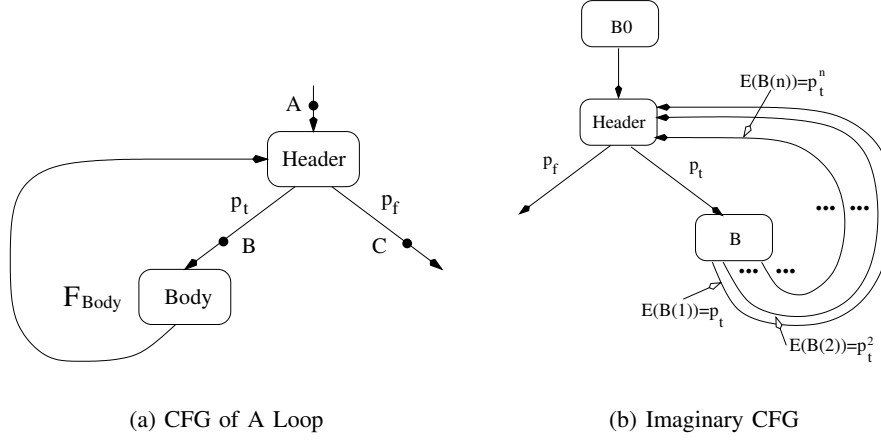 A
Header
p_t
p_f
B
C
F_Body
Body
(a) CFG of A Loop
B0
E(B(n))=p_t^n
Header
p_f
p_t
B
E(B(1))=p_t
E(B(2))=p_t^2
(b) Imaginary CFG